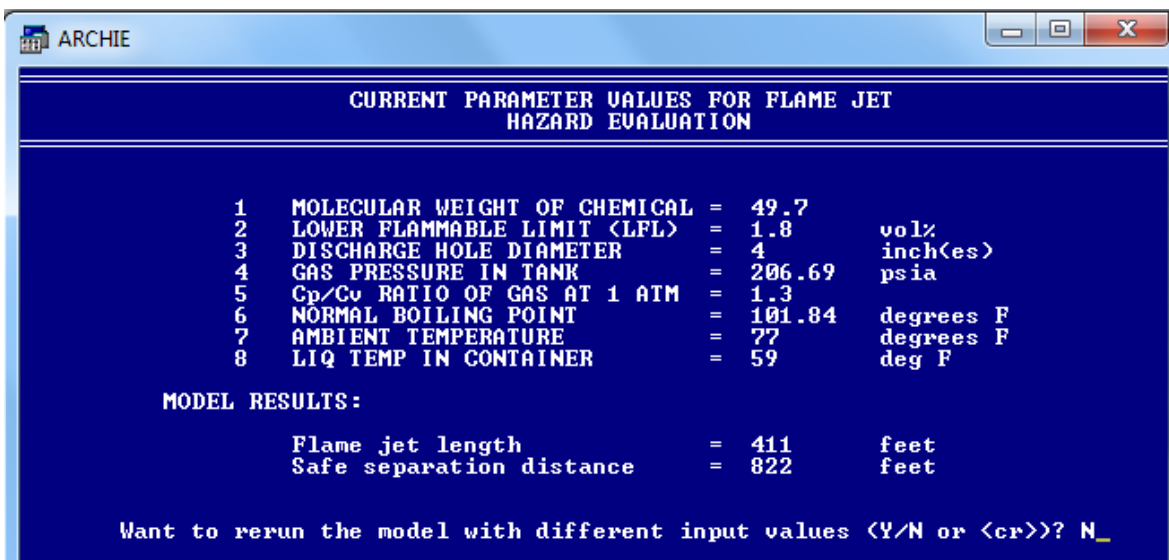 ARCHIE
CURRENT PARAMETER VALUES FOR FLAME JET
HAZARD EVALUATION
1 MOLECULAR WEIGHT OF CHEMICAL = 49.7
2 LOWER FLAMMABLE LIMIT (LFL) = 1.8 vol%
3 DISCHARGE HOLE DIAMETER = 4 inch(es)
4 GAS PRESSURE IN TANK = 206.69 psia
5 Cp/Cv RATIO OF GAS AT 1 ATM = 1.3
6 NORMAL BOILING POINT = 101.84 degrees F
7 AMBIENT TEMPERATURE = 77 degrees F
8 LIQ TEMP IN CONTAINER = 59 deg F
MODEL RESULTS:
Flame jet length = 411 feet
Safe separation distance = 822 feet
Want to rerun the model with different input values (Y/N or <cr>)? N_